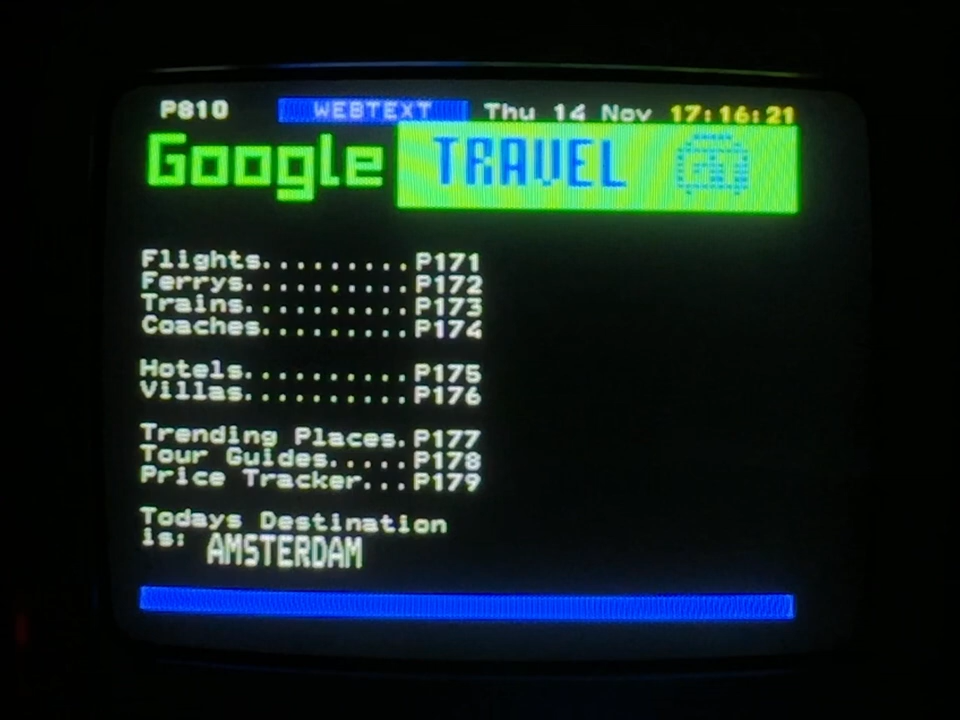 P810 WEBTEXT Thu 14 Nov 17:16:21
Google TRAVEL
Flights.........P171
Ferrys..........P172
Trains..........P173
Coaches.........P174
Hotels..........P175
Villas..........P176
Trending Places.P177
Tour Guides.....P178
Price Tracker...P179
Todays Destination
is: AMSTERDAM